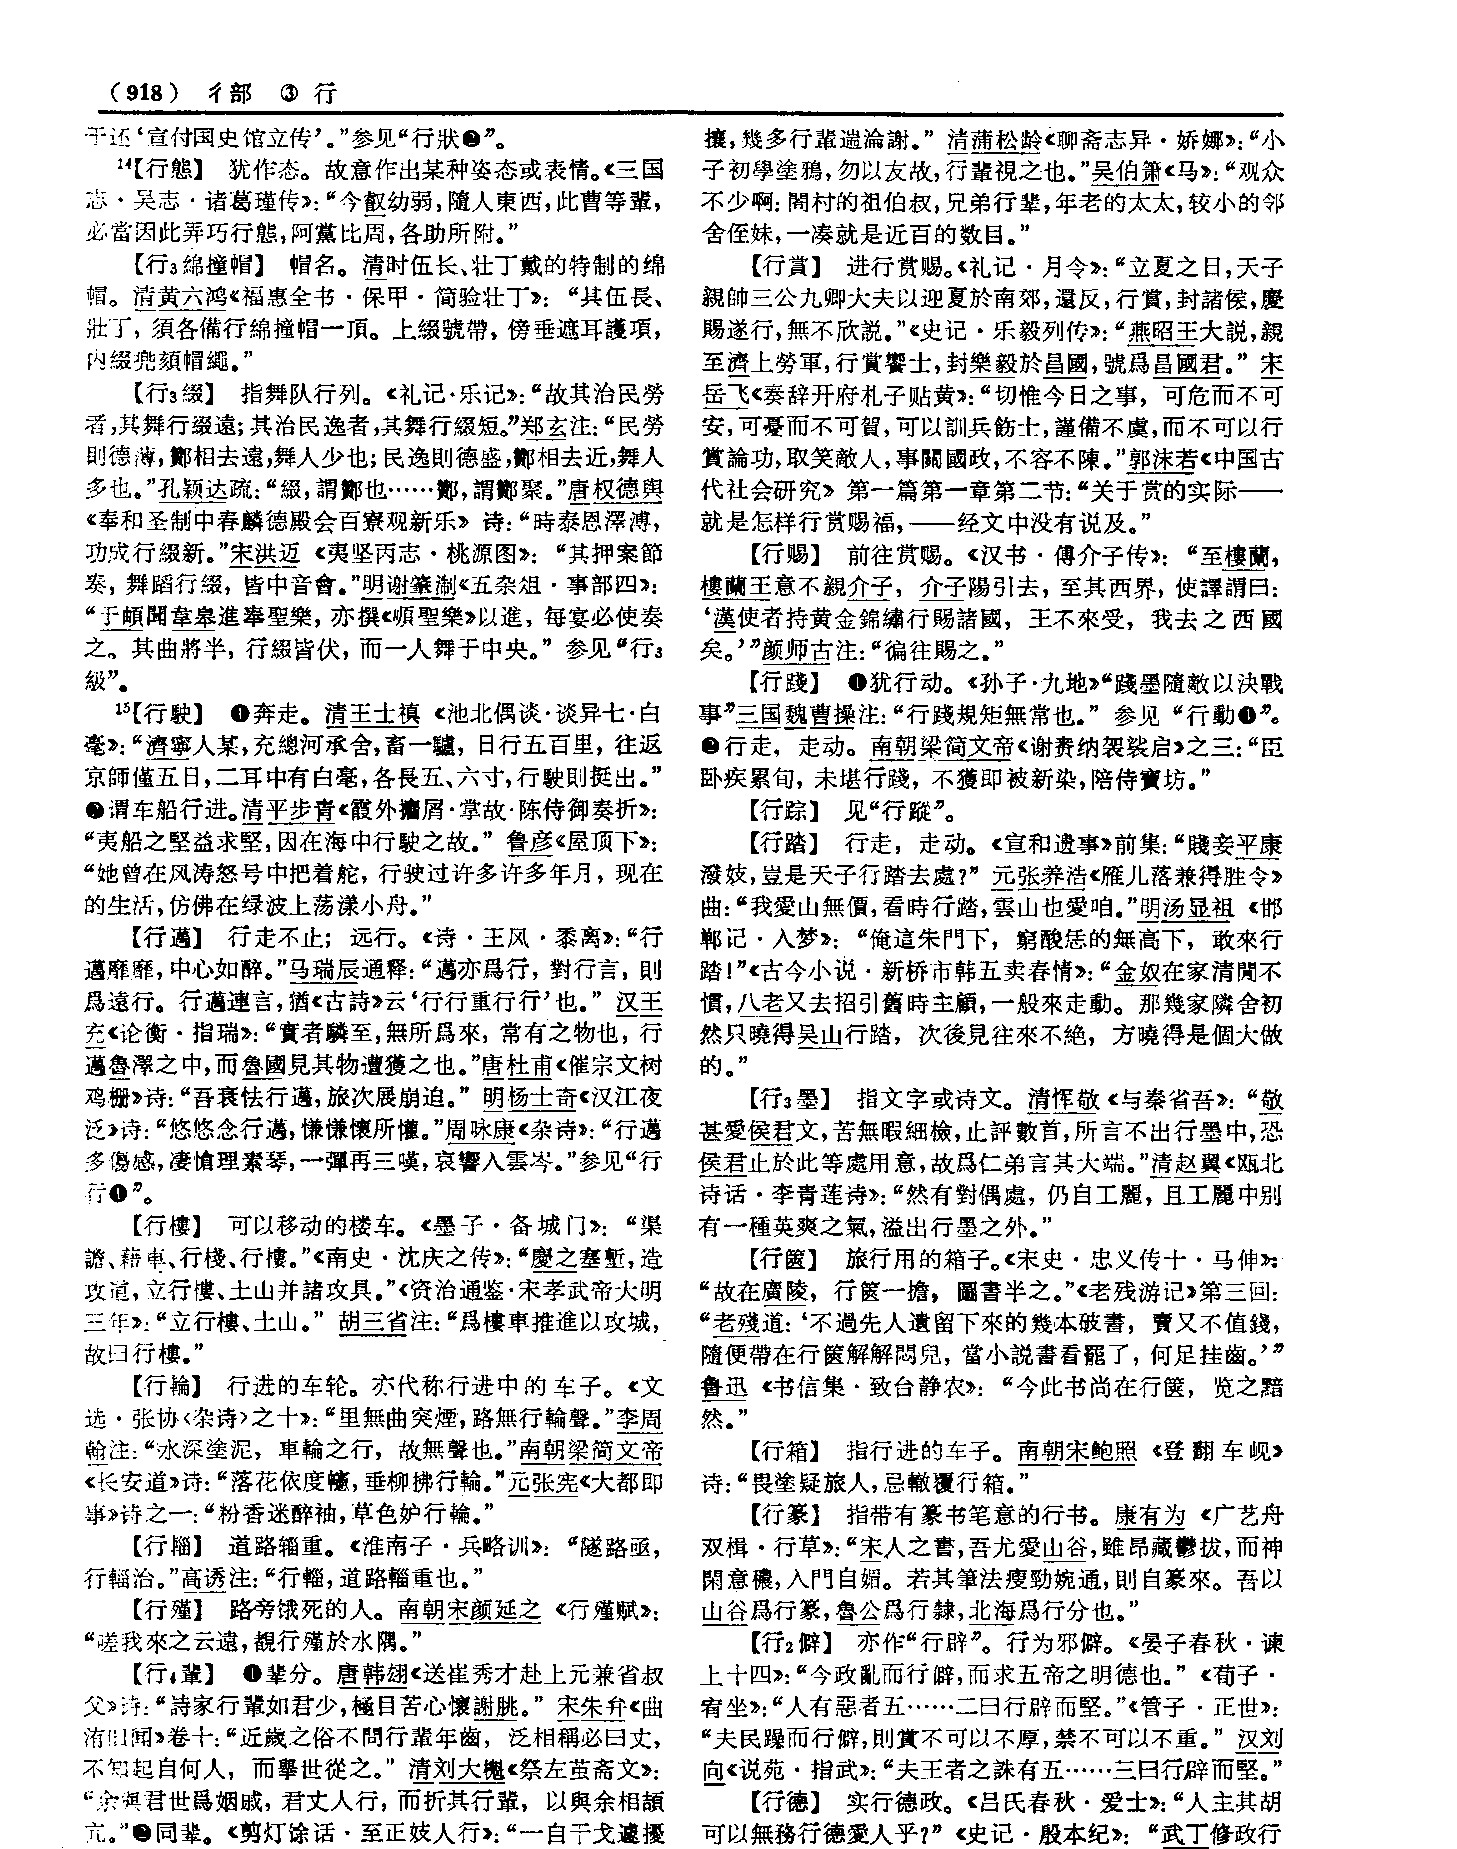 （918） 彳部 ③ 行
于还‘宣付国史馆立传’。”参见“行狀❷”。
¹⁴【行態】 犹作态。故意作出某种姿态或表情。《三国
志·吴志·诸葛瑾传》：“今叡幼弱，隨人東西，此曹等輩，
必當因此弄巧行態，阿黨比周，各助所附。”
【行₃綿撞帽】 帽名。清时伍长、壮丁戴的特制的绵
帽。清黄六鸿《福惠全书·保甲·简验壮丁》：“其伍長、
壯丁，須各備行綿撞帽一頂。上綴號帶，傍垂遮耳護項，
内綴兠頦帽繩。”
【行₃綴】 指舞队行列。《礼记·乐记》：“故其治民勞
者，其舞行綴遠；其治民逸者，其舞行綴短。”郑玄注：“民勞
則德薄，酇相去遠，舞人少也；民逸則德盛，酇相去近，舞人
多也。”孔颖达疏：“綴，謂酇也……酇，謂酇聚。”唐权德舆
《奉和圣制中春麟德殿会百寮观新乐》诗：“時泰恩澤溥，
功成行綴新。”宋洪迈《夷坚丙志·桃源图》：“其押案節
奏，舞蹈行綴，皆中音會。”明谢肇淛《五杂俎·事部四》：
“于頔聞韋皋進奉聖樂，亦撰《順聖樂》以進，每宴必使奏
之。其曲將半，行綴皆伏，而一人舞于中央。”参见“行₃
級”。
¹⁵【行駛】 ❶奔走。清王士禛《池北偶谈·谈异七·白
毫》：“濟寧人某，充總河承舍，畜一驢，日行五百里，往返
京師僅五日，二耳中有白毫，各長五、六寸，行駛則挺出。”
❷谓车船行进。清平步青《霞外攟屑·掌故·陈侍御奏折》：
“夷船之堅益求堅，因在海中行駛之故。”鲁彦《屋顶下》：
“她曾在风涛怒号中把着舵，行驶过许多许多年月，现在
的生活，仿佛在绿波上荡漾小舟。”
【行邁】 行走不止；远行。《诗·王风·黍离》：“行
邁靡靡，中心如醉。”马瑞辰通释：“邁亦爲行，對行言，則
爲遠行。行邁連言，猶《古詩》云‘行行重行行’也。”汉王
充《论衡·指瑞》：“實者麟至，無所爲來，常有之物也，行
邁魯澤之中，而魯國見其物遭獲之也。”唐杜甫《催宗文树
鸡栅》诗：“吾衰怯行邁，旅次展崩迫。”明杨士奇《汉江夜
泛》诗：“悠悠念行邁，慊慊懷所懽。”周咏康《杂诗》：“行邁
多傷感，凄愴理素琴，一彈再三嘆，哀響入雲岑。”参见“行
行❶”。
【行樓】 可以移动的楼车。《墨子·备城门》：“渠
譫、藉車、行棧、行樓。”《南史·沈庆之传》：“慶之塞塹，造
攻道，立行樓、土山并諸攻具。”《资治通鉴·宋孝武帝大明
三年》：“立行樓、土山。”胡三省注：“爲樓車推進以攻城，
故曰行樓。”
【行輪】 行进的车轮。亦代称行进中的车子。《文
选·张协〈杂诗〉之十》：“里無曲突煙，路無行輪聲。”李周
翰注：“水深塗泥，車輪之行，故無聲也。”南朝梁简文帝
《长安道》诗：“落花依度幰，垂柳拂行輪。”元张宪《大都即
事》诗之一：“粉香迷醉袖，草色妒行輪。”
【行輜】 道路辎重。《淮南子·兵略训》：“隧路亟，
行輜治。”高诱注：“行輜，道路輜重也。”
【行殣】 路旁饿死的人。南朝宋颜延之《行殣赋》：
“嗟我來之云遠，覩行殣於水隅。”
【行₄輩】 ❶辈分。唐韩翃《送崔秀才赴上元兼省叔
父》诗：“詩家行輩如君少，極目苦心懷謝朓。”宋朱弁《曲
洧旧闻》卷十：“近歲之俗不問行輩年齒，泛相稱必曰丈，
不知起自何人，而舉世從之。”清刘大櫆《祭左茧斋文》：
“余與君世爲姻戚，君丈人行，而折其行輩，以與余相頡
亢。”❷同辈。《剪灯馀话·至正妓人行》：“一自干戈遽擾
攘，幾多行輩遄淪謝。”清蒲松龄《聊斋志异·娇娜》：“小
子初學塗鴉，勿以友故，行輩視之也。”吴伯箫《马》：“观众
不少啊：阖村的祖伯叔，兄弟行辈，年老的太太，较小的邻
舍侄妹，一凑就是近百的数目。”
【行賞】 进行赏赐。《礼记·月令》：“立夏之日，天子
親帥三公九卿大夫以迎夏於南郊，還反，行賞，封諸侯，慶
賜遂行，無不欣説。”《史记·乐毅列传》：“燕昭王大説，親
至濟上勞軍，行賞饗士，封樂毅於昌國，號爲昌國君。”宋
岳飞《奏辞开府札子贴黄》：“切惟今日之事，可危而不可
安，可憂而不可賀，可以訓兵飭士，謹備不虞，而不可以行
賞論功，取笑敵人，事關國政，不容不陳。”郭沫若《中国古
代社会研究》第一篇第一章第二节：“关于赏的实际——
就是怎样行赏赐福，——经文中没有说及。”
【行赐】 前往赏赐。《汉书·傅介子传》：“至樓蘭，
樓蘭王意不親介子，介子陽引去，至其西界，使譯謂曰：
‘漢使者持黄金錦繡行賜諸國，王不來受，我去之西國
矣。’”颜师古注：“徧往賜之。”
【行踐】 ❶犹行动。《孙子·九地》“踐墨隨敵以決戰
事”三国魏曹操注：“行踐規矩無常也。”参见“行動❶”。
❷行走，走动。南朝梁简文帝《谢赉纳袈裟启》之三：“臣
卧疾累旬，未堪行踐，不獲即被新染，陪侍寶坊。”
【行踪】 见“行蹤”。
【行踏】 行走，走动。《宣和遗事》前集：“賤妾平康
潑妓，豈是天子行踏去處？”元张养浩《雁儿落兼得胜令》
曲：“我愛山無價，看時行踏，雲山也愛咱。”明汤显祖《邯
郸记·入梦》：“俺這朱門下，窮酸恁的無高下，敢來行
踏！”《古今小说·新桥市韩五卖春情》：“金奴在家清閒不
慣，八老又去招引舊時主顧，一般來走動。那幾家隣舍初
然只曉得吴山行踏，次後見往來不絶，方曉得是個大做
的。”
【行₃墨】 指文字或诗文。清恽敬《与秦省吾》：“敬
甚愛侯君文，苦無暇細檢，止評數首，所言不出行墨中，恐
侯君止於此等處用意，故爲仁弟言其大端。”清赵翼《瓯北
诗话·李青莲诗》：“然有對偶處，仍自工麗，且工麗中别
有一種英爽之氣，溢出行墨之外。”
【行篋】 旅行用的箱子。《宋史·忠义传十·马伸》：
“故在廣陵，行篋一擔，圖書半之。”《老残游记》第三回：
“老殘道：‘不過先人遺留下來的幾本破書，賣又不值錢，
隨便帶在行篋解解悶兒，當小説書看罷了，何足挂齒。’”
鲁迅《书信集·致台静农》：“今此书尚在行箧，览之黯
然。”
【行箱】 指行进的车子。南朝宋鲍照《登翻车岘》
诗：“畏塗疑旅人，忌轍覆行箱。”
【行篆】 指带有篆书笔意的行书。康有为《广艺舟
双楫·行草》：“宋人之書，吾尤愛山谷，雖昂藏鬱拔，而神
閑意穠，入門自媚。若其筆法瘦勁婉通，則自篆來。吾以
山谷爲行篆，魯公爲行隸，北海爲行分也。”
【行₂僻】 亦作“行辟”。行为邪僻。《晏子春秋·谏
上十四》：“今政亂而行僻，而求五帝之明德也。”《荀子·
宥坐》：“人有惡者五……二曰行辟而堅。”《管子·正世》：
“夫民躁而行僻，則賞不可以不厚，禁不可以不重。”汉刘
向《说苑·指武》：“夫王者之誅有五……三曰行辟而堅。”
【行德】 实行德政。《吕氏春秋·爱士》：“人主其胡
可以無務行德愛人乎？”《史记·殷本纪》：“武丁修政行